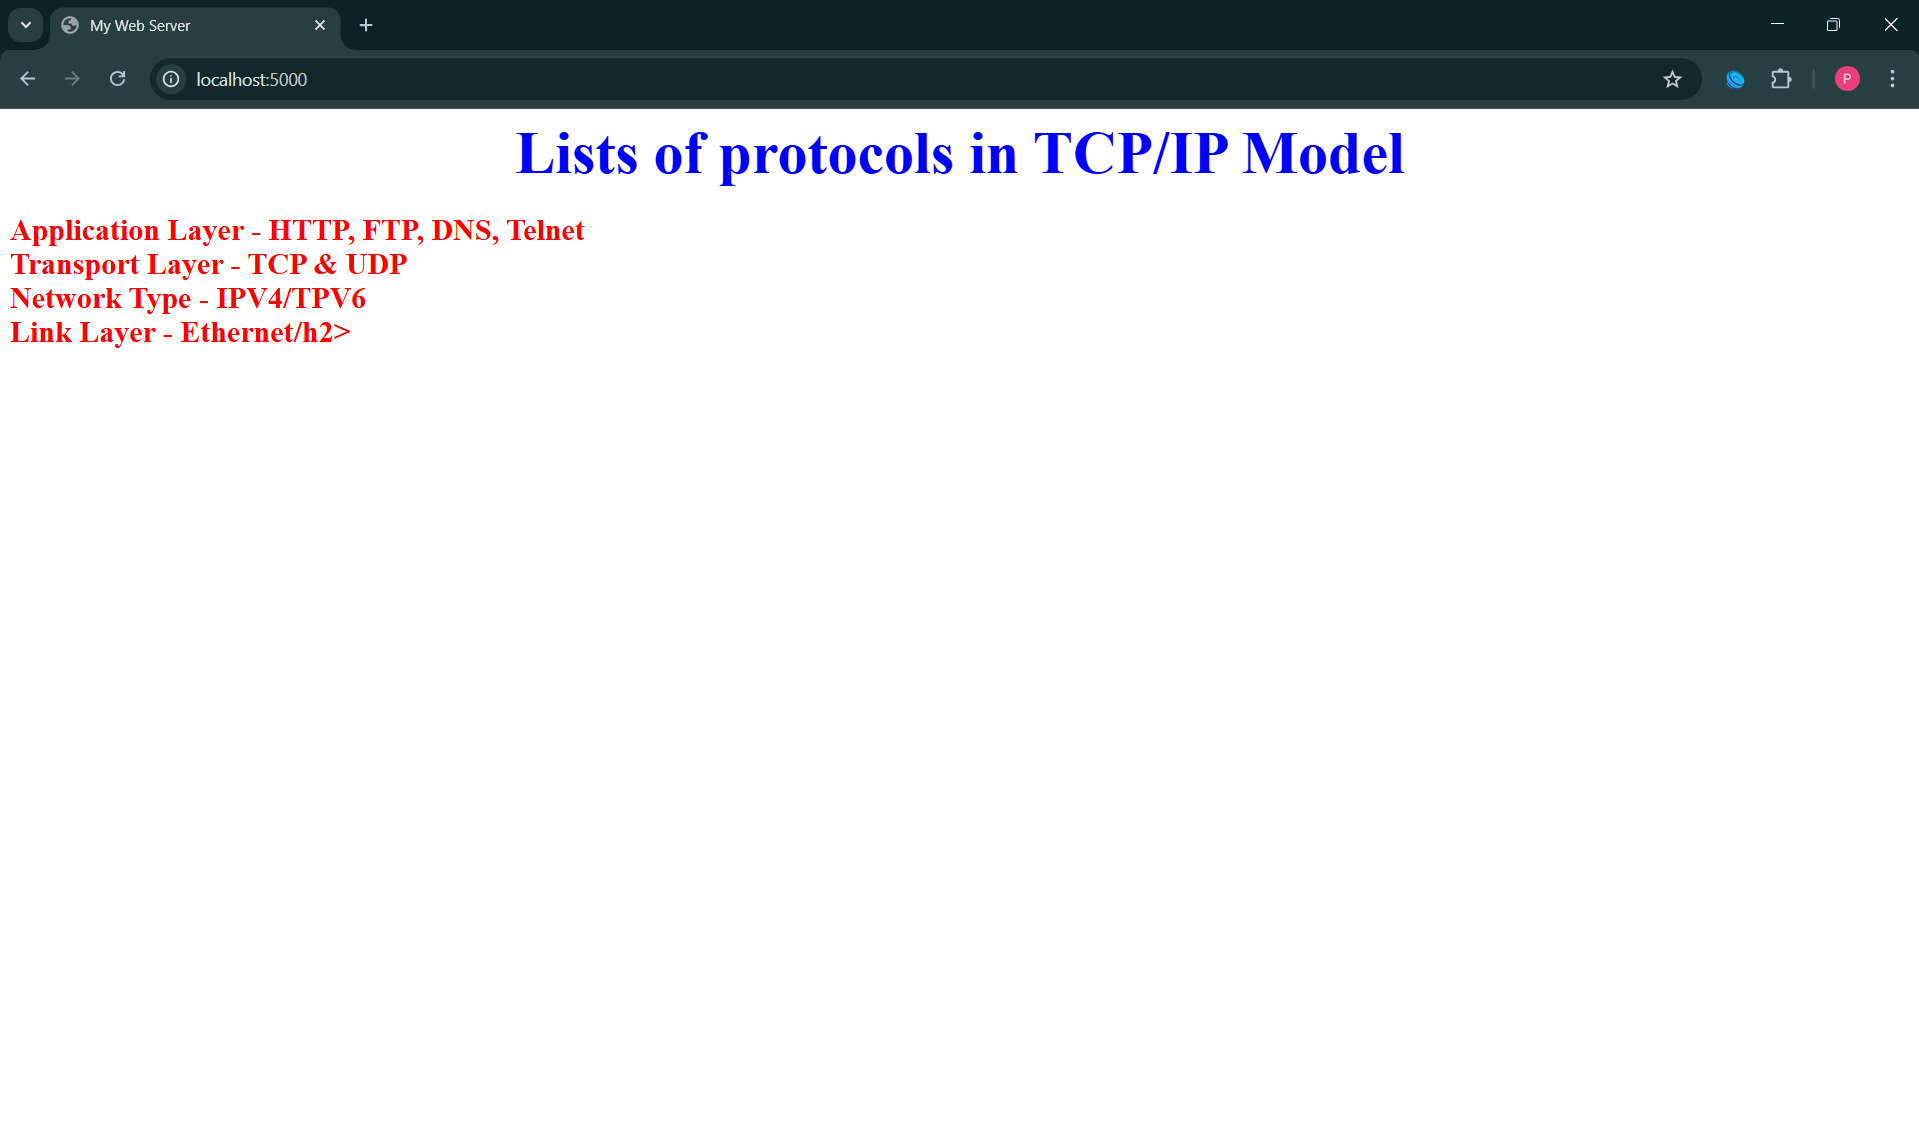 My Web Server
localhost:5000
P
Lists of protocols in TCP/IP Model
Application Layer - HTTP, FTP, DNS, Telnet
Transport Layer - TCP & UDP
Network Type - IPV4/TPV6
Link Layer - Ethernet/h2>